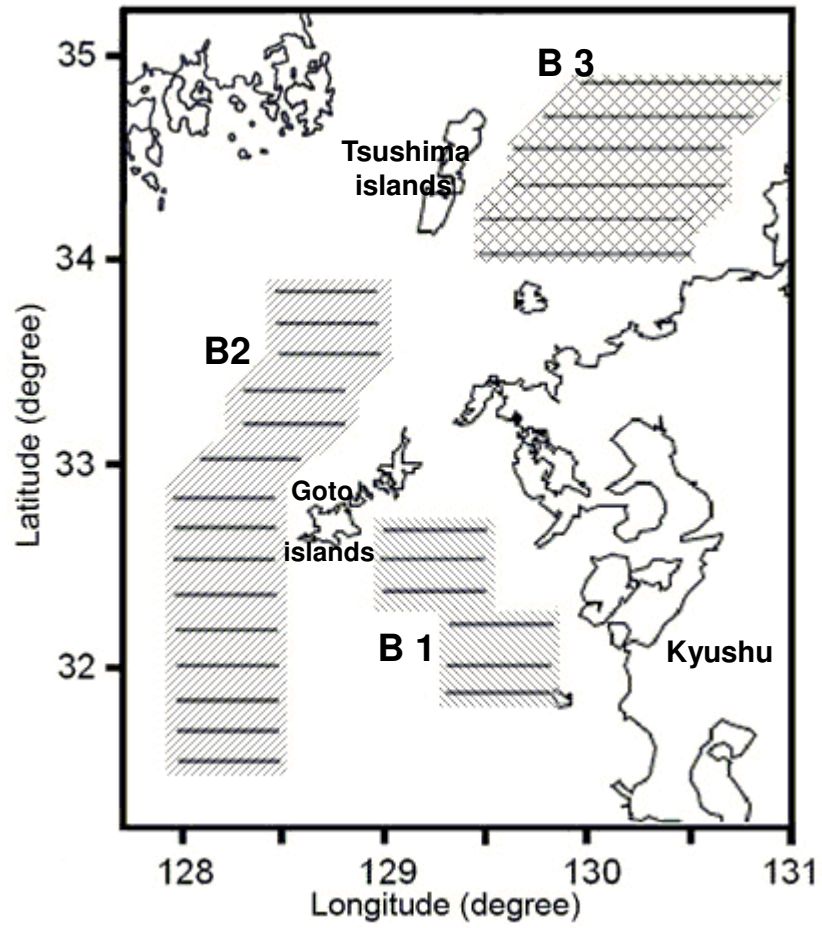 35
B 3
Tsushima
islands
34
B2
33
Goto
islands
B 1
Kyushu
32
Latitude (degree)
128
129
130
131
Longitude (degree)